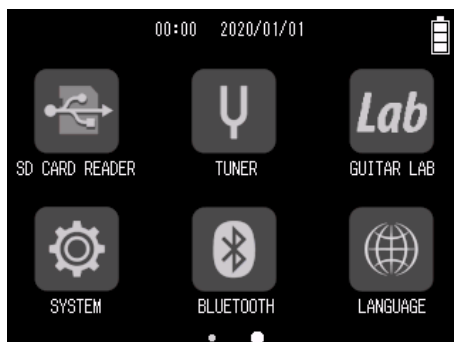 00:00 2020/01/01
Lab
SD CARD READER TUNER GUITAR LAB
SYSTEM BLUETOOTH LANGUAGE